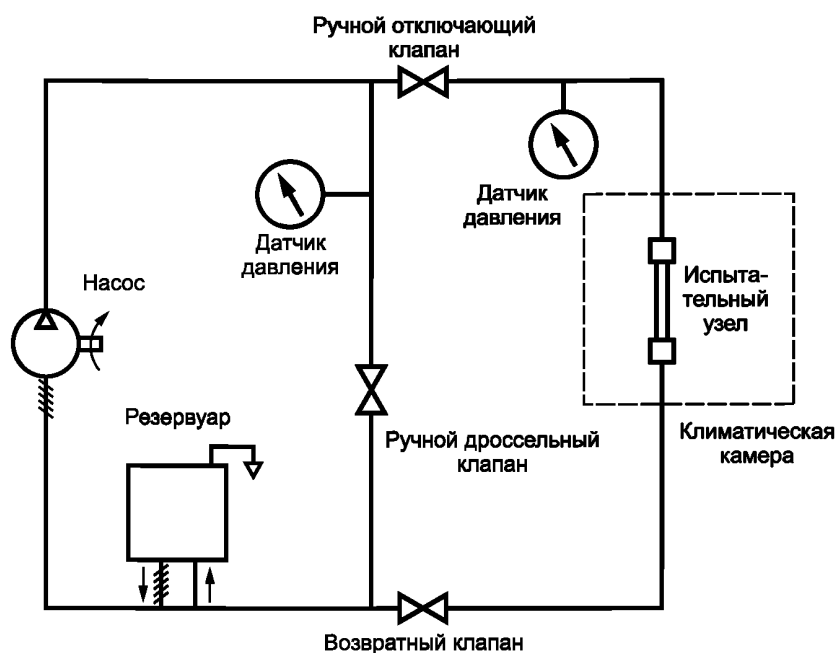 Ручной отключающий
клапан
Датчик
давления
Датчик
давления
Насос
Испыта-
тельный
узел
Резервуар
Ручной дроссельный
клапан
Климатическая
камера
Возвратный клапан